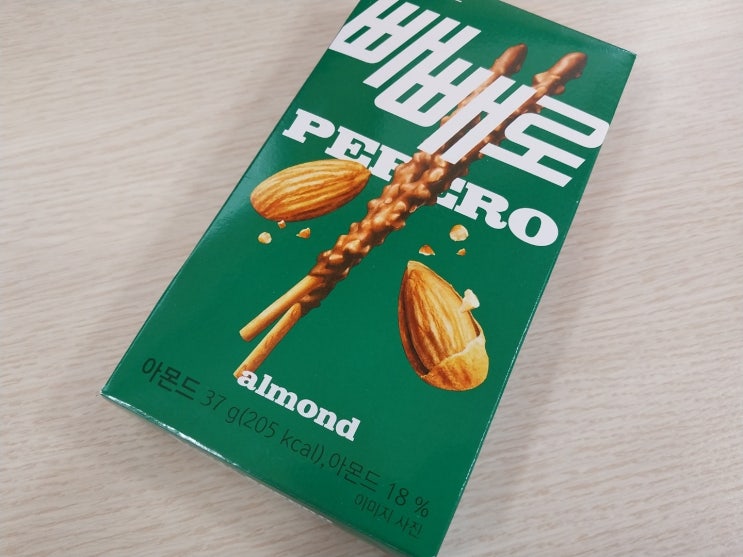 빼빼로
PEPERO
almond
아몬드 37 g(205 kcal), 아몬드 18 %
이미지 사진